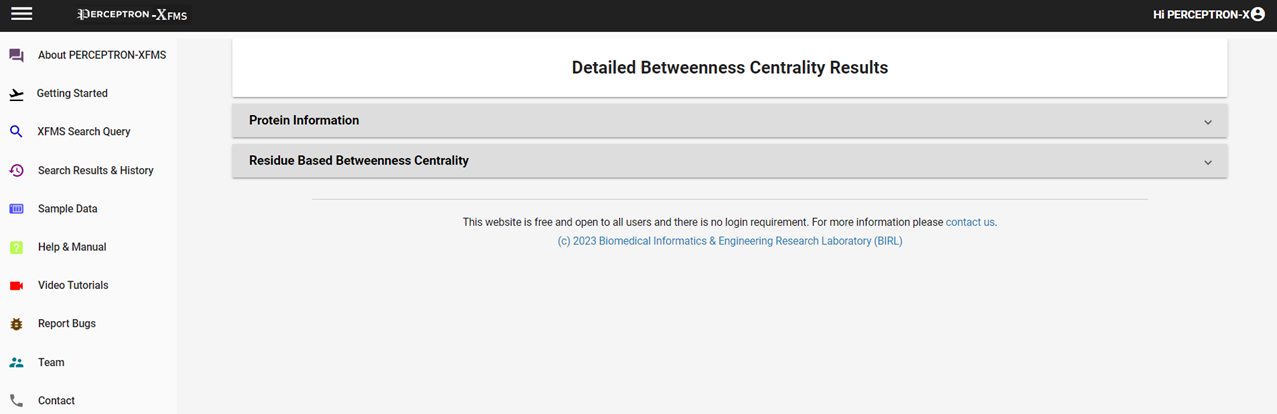 PERCEPTRON-XFMS
Hi PERCEPTRON-X
About PERCEPTRON-XFMS
Getting Started
XFMS Search Query
Search Results & History
Sample Data
Help & Manual
Video Tutorials
Report Bugs
Team
Contact
Detailed Betweenness Centrality Results
Protein Information
Residue Based Betweenness Centrality
This website is free and open to all users and there is no login requirement. For more information please contact us.
(c) 2023 Biomedical Informatics & Engineering Research Laboratory (BIRL)